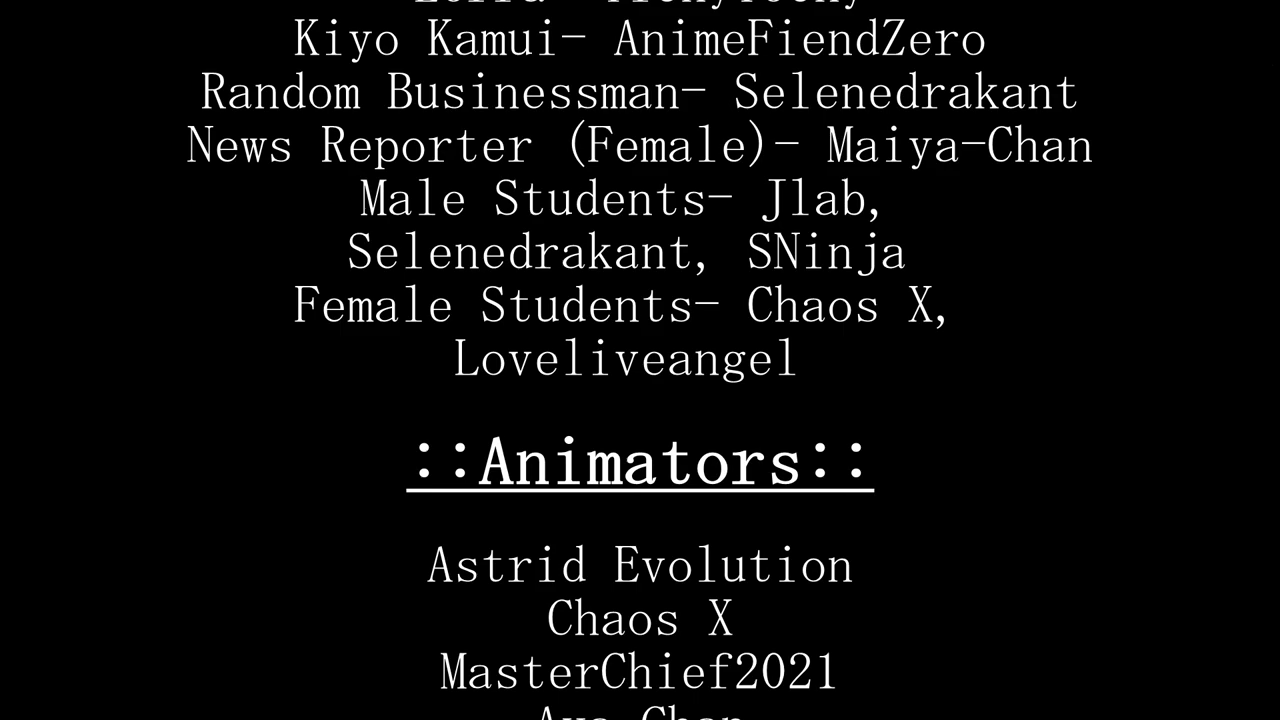 Kiyo Kamui- AnimeFiendZero
Random Businessman- Selenedrakant
News Reporter (Female)- Maiya-Chan
Male Students- Jlab,
Selenedrakant, SNinja
Female Students- Chaos X,
Loveliveangel
::Animators::
Astrid Evolution
Chaos X
MasterChief2021